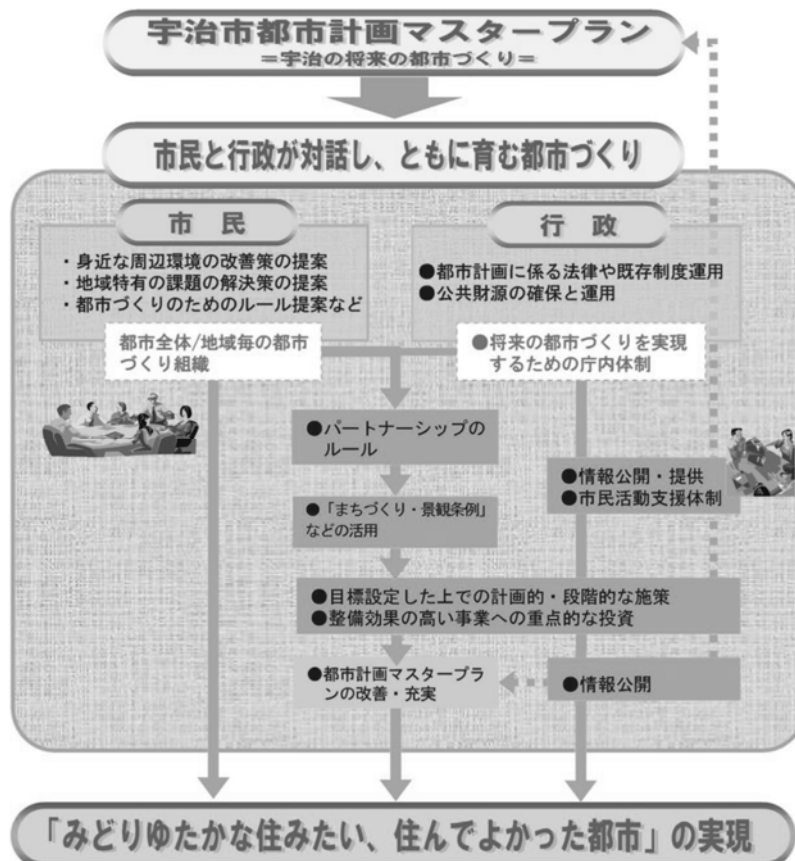 宇治市都市計画マスタープラン
＝宇治の将来の都市づくり＝
市民と行政が対話し、ともに育む都市づくり
市民
・身近な周辺環境の改善策の提案
・地域特有の課題の解決策の提案
・都市づくりのためのルール提案など
都市全体/地域毎の都市
づくり組織
行政
●都市計画に係る法律や既存制度運用
●公共財源の確保と運用
●将来の都市づくりを実現
するための庁内体制
●パートナーシップの
ルール
●情報公開・提供
●市民活動支援体制
●「まちづくり・景観条例」
などの活用
●目標設定した上での計画的・段階的な施策
●整備効果の高い事業への重点的な投資
●都市計画マスタープラ
ンの改善・充実
●情報公開
「みどりゆたかな住みたい、住んでよかった都市」の実現